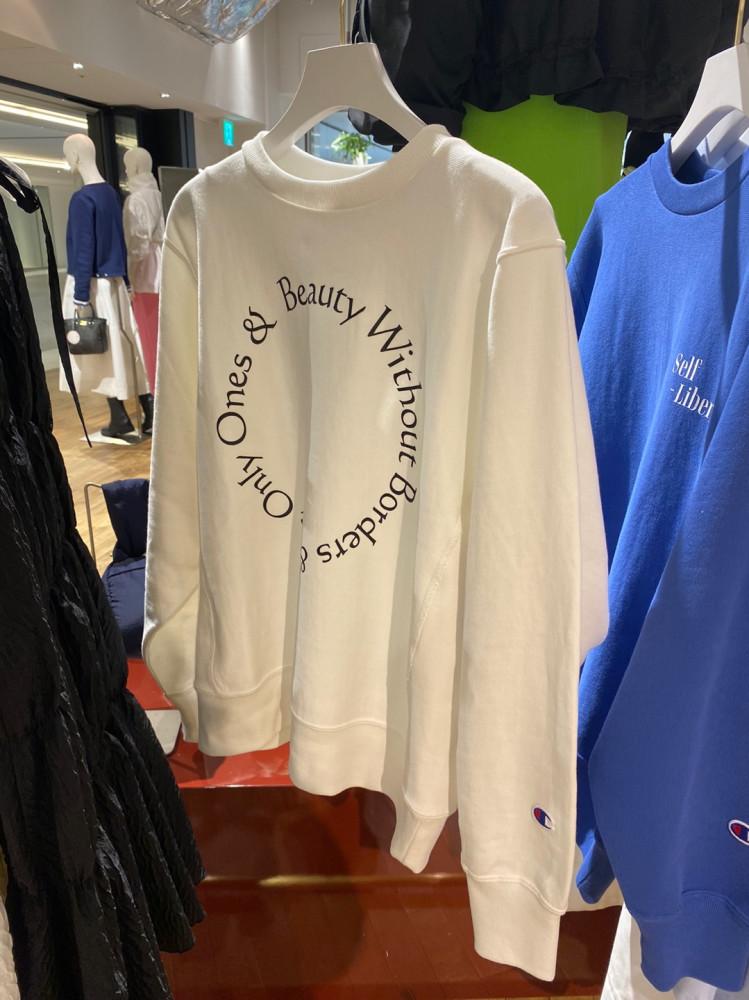 Beauty Without Borders & Only Ones &
Self
-Liber